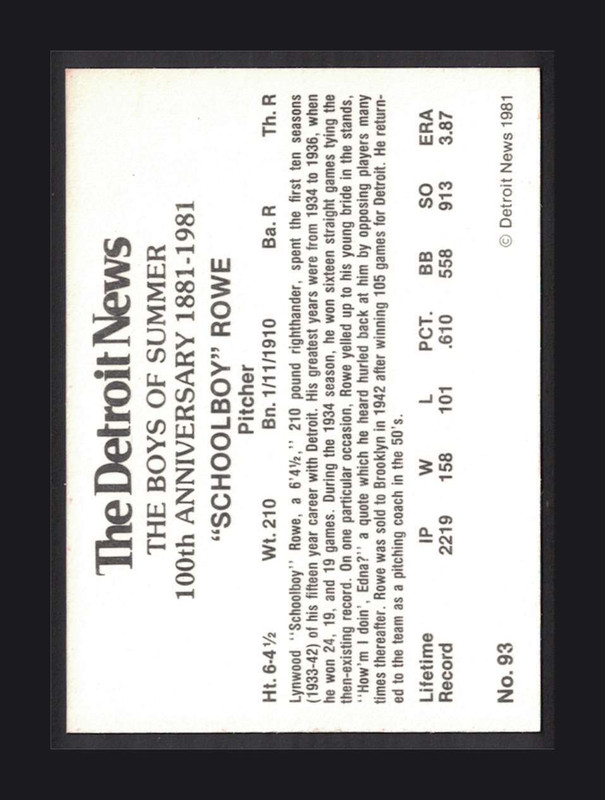 The Detroit News
THE BOYS OF SUMMER
100th ANNIVERSARY 1881-1981
"SCHOOLBOY" ROWE
Pitcher
Ht. 6-4½ Wt. 210 Bn. 1/11/1910 Ba. R Th. R
Lynwood "Schoolboy" Rowe, a 6'4½," 210 pound righthander, spent the first ten seasons
(1933-42) of his fifteen year career with Detroit. His greatest years were from 1934 to 1936, when
he won 24, 19, and 19 games. During the 1934 season, he won sixteen straight games tying the
then-existing record. On one particular occasion, Rowe yelled up to his young bride in the stands,
"How'm I doin', Edna?" a quote which he heard hurled back at him by opposing players many
times thereafter. Rowe was sold to Brooklyn in 1942 after winning 105 games for Detroit. He return-
ed to the team as a pitching coach in the 50's.
Lifetime IP W L PCT. BB SO ERA
Record 2219 158 101 .610 558 913 3.87
No. 93 © Detroit News 1981